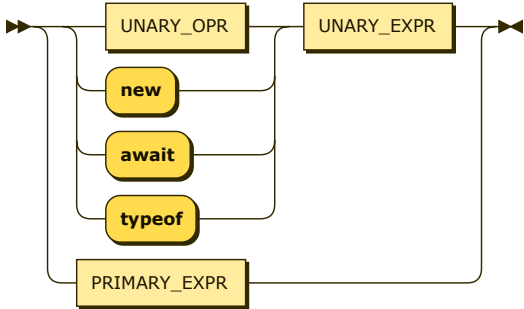 UNARY_OPR UNARY_EXPR
new
await
typeof
PRIMARY_EXPR